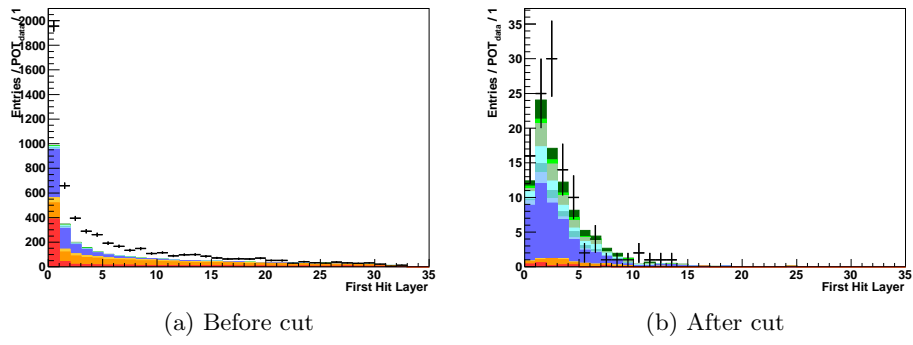 Entries / POTdata / 1
2000
1800
1600
1400
1200
1000
800
600
400
200
0
0 5 10 15 20 25 30 35
First Hit Layer
(a) Before cut
Entries / POTdata / 1
35
30
25
20
15
10
5
0
0 5 10 15 20 25 30 35
First Hit Layer
(b) After cut